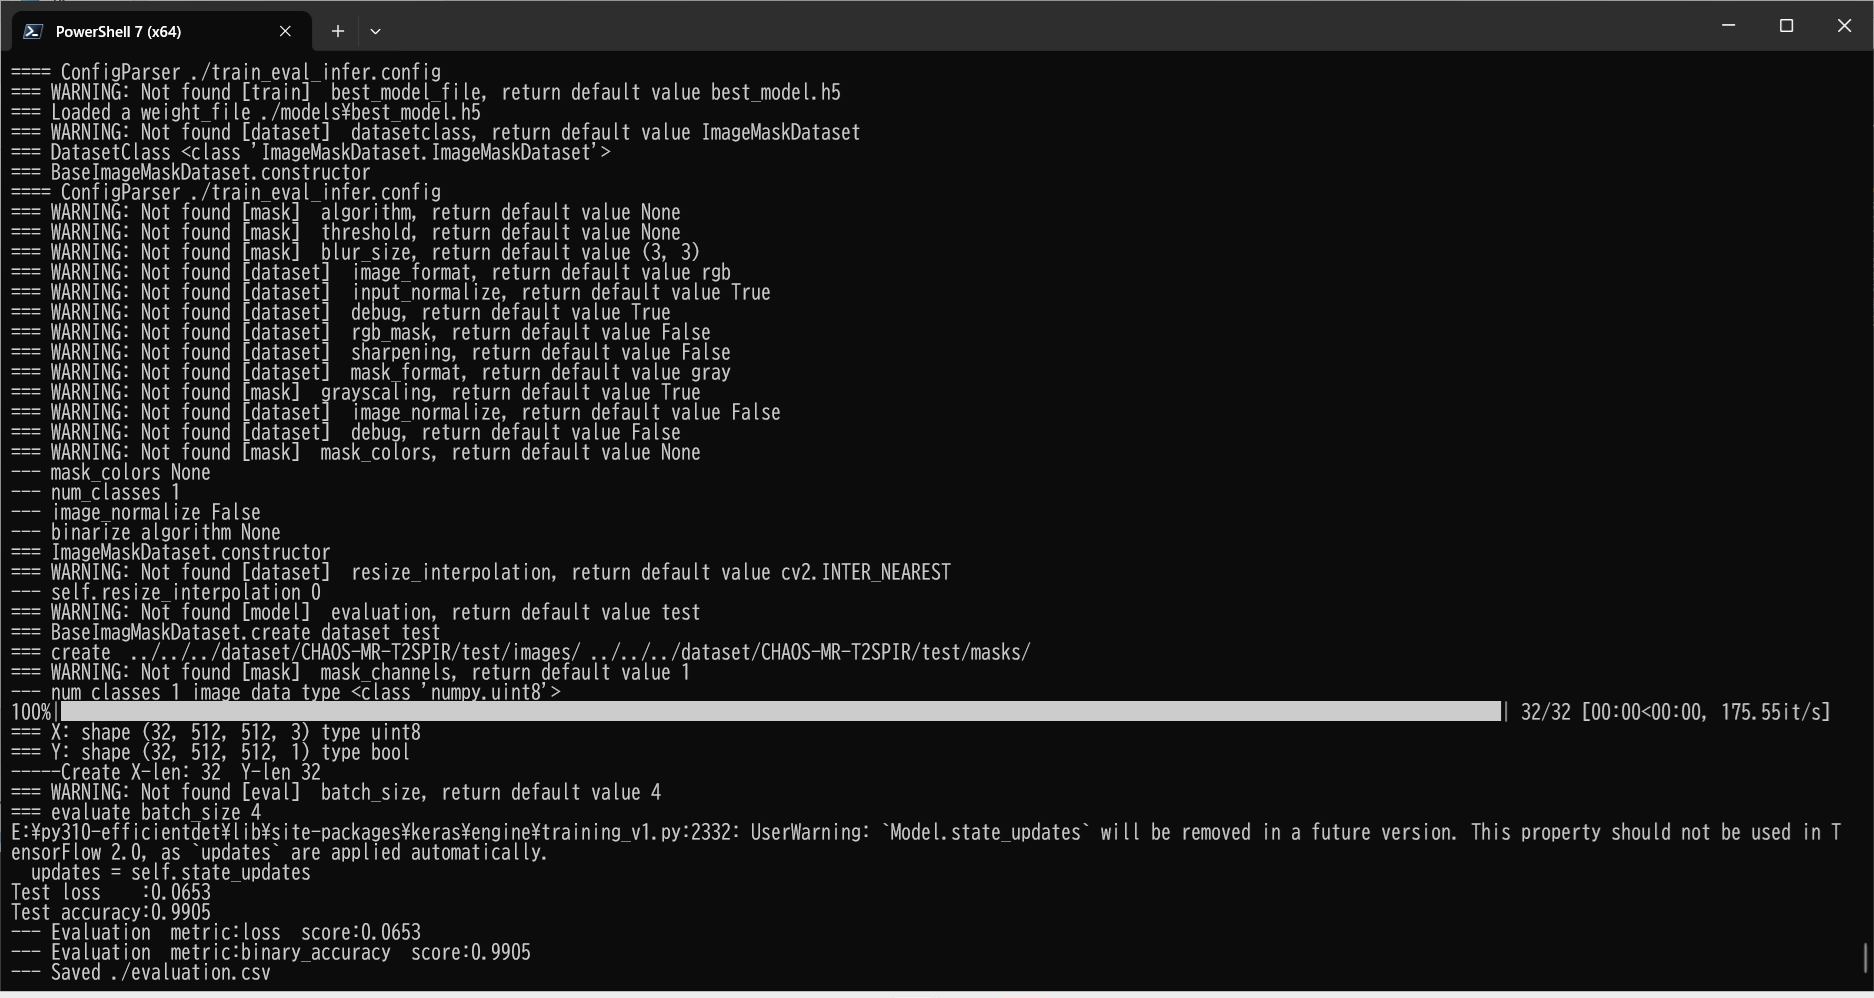 PowerShell 7 (x64)
==== ConfigParser ./train_eval_infer.config
=== WARNING: Not found [train]  best_model_file, return default value best_model.h5
=== Loaded a weight_file ./models¥best_model.h5
=== WARNING: Not found [dataset]  datasetclass, return default value ImageMaskDataset
=== DatasetClass <class 'ImageMaskDataset.ImageMaskDataset'>
=== BaseImageMaskDataset.constructor
==== ConfigParser ./train_eval_infer.config
=== WARNING: Not found [mask]  algorithm, return default value None
=== WARNING: Not found [mask]  threshold, return default value None
=== WARNING: Not found [mask]  blur_size, return default value (3, 3)
=== WARNING: Not found [dataset]  image_format, return default value rgb
=== WARNING: Not found [dataset]  input_normalize, return default value True
=== WARNING: Not found [dataset]  debug, return default value True
=== WARNING: Not found [dataset]  rgb_mask, return default value False
=== WARNING: Not found [dataset]  sharpening, return default value False
=== WARNING: Not found [dataset]  mask_format, return default value gray
=== WARNING: Not found [mask]  grayscaling, return default value True
=== WARNING: Not found [dataset]  image_normalize, return default value False
=== WARNING: Not found [dataset]  debug, return default value False
=== WARNING: Not found [mask]  mask_colors, return default value None
--- mask_colors None
--- num_classes 1
--- image_normalize False
--- binarize algorithm None
=== ImageMaskDataset.constructor
=== WARNING: Not found [dataset]  resize_interpolation, return default value cv2.INTER_NEAREST
--- self.resize_interpolation 0
=== WARNING: Not found [model]  evaluation, return default value test
=== BaseImagMaskDataset.create dataset test
=== create  ../../../dataset/CHAOS-MR-T2SPIR/test/images/ ../../../dataset/CHAOS-MR-T2SPIR/test/masks/
=== WARNING: Not found [mask]  mask_channels, return default value 1
--- num classes 1 image data type <class 'numpy.uint8'>
100%| | 32/32 [00:00<00:00, 175.55it/s]
=== X: shape (32, 512, 512, 3) type uint8
=== Y: shape (32, 512, 512, 1) type bool
-----Create X-len: 32  Y-len 32
=== WARNING: Not found [eval]  batch_size, return default value 4
=== evaluate batch_size 4
E:¥py310-efficientdet¥lib¥site-packages¥keras¥engine¥training_v1.py:2332: UserWarning: `Model.state_updates` will be removed in a future version. This property should not be used in T
ensorFlow 2.0, as `updates` are applied automatically.
  updates = self.state_updates
Test loss    :0.0653
Test accuracy:0.9905
--- Evaluation  metric:loss  score:0.0653
--- Evaluation  metric:binary_accuracy  score:0.9905
--- Saved ./evaluation.csv